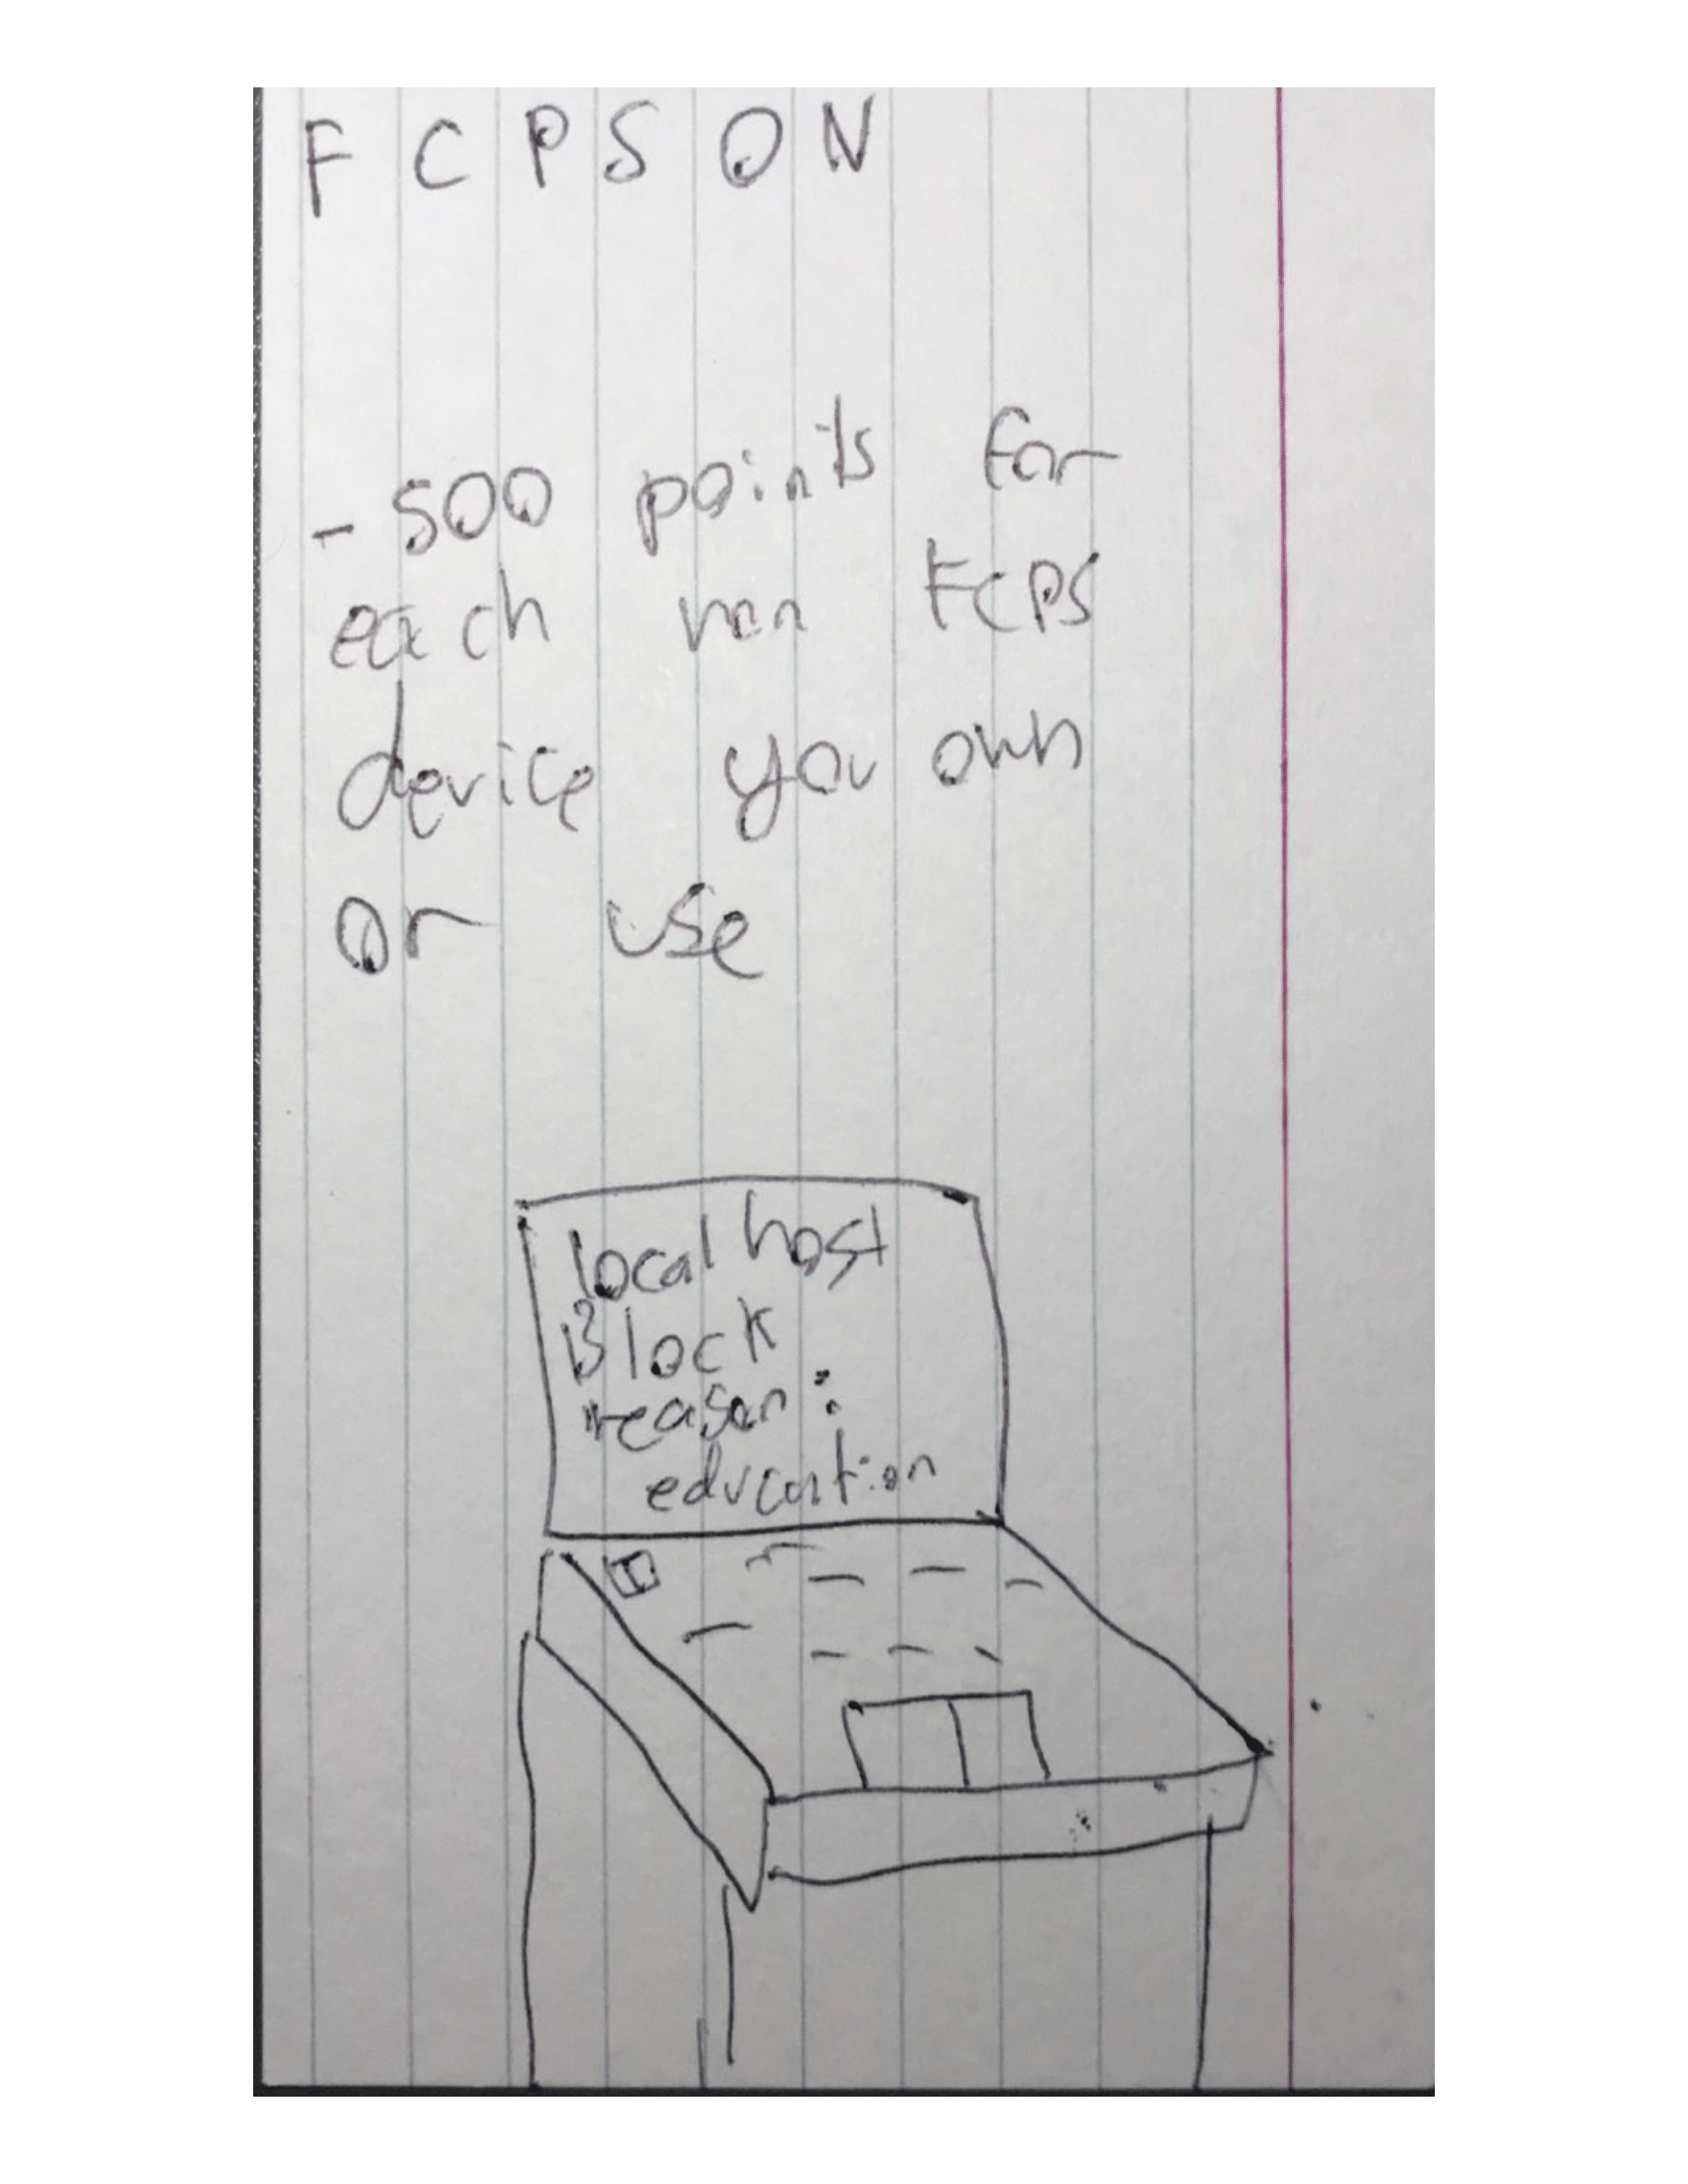 FCPSON
- 500 points for
each non FCPS
device you own
or use
local host
Block
reason:
education